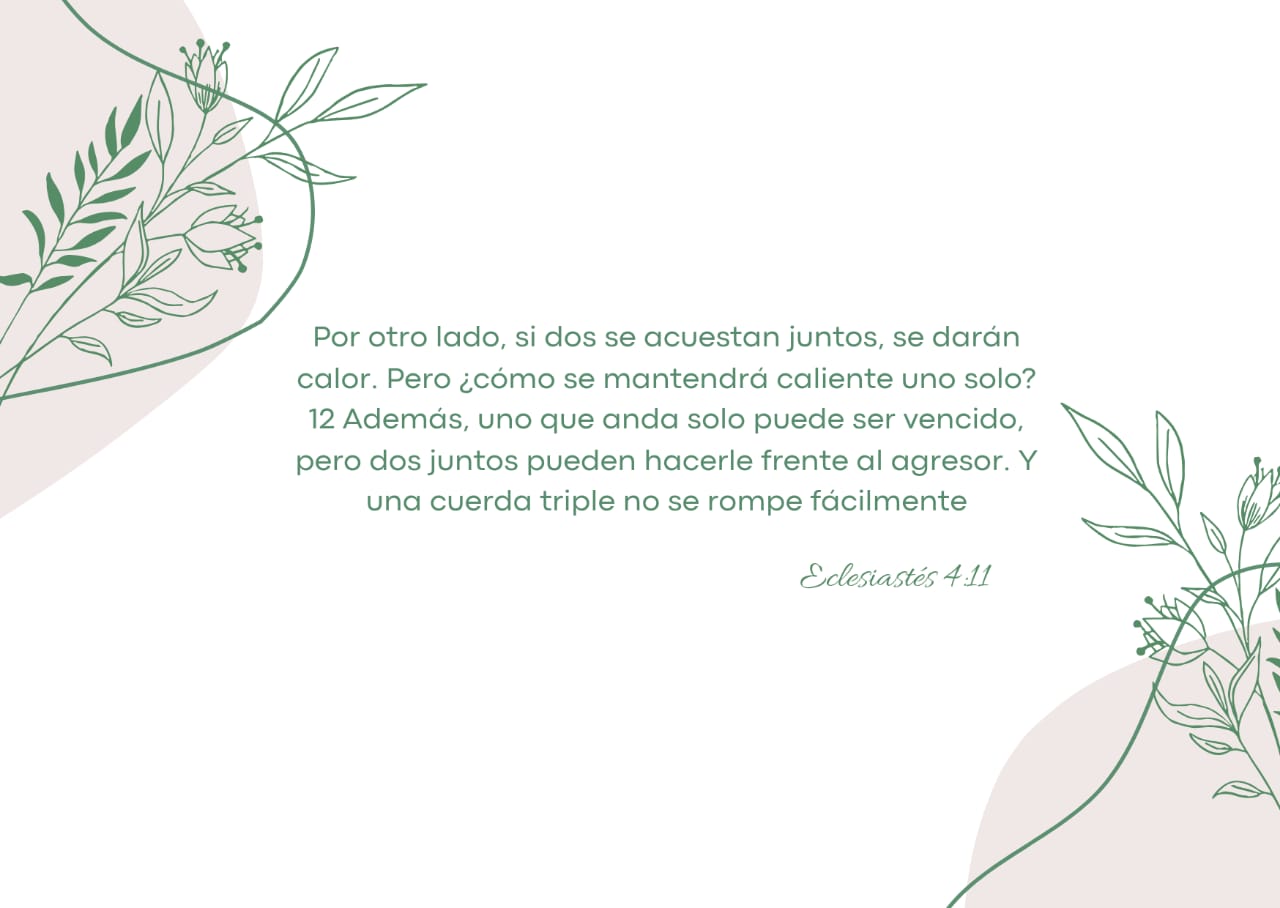 Por otro lado, si dos se acuestan juntos, se darán
calor. Pero ¿cómo se mantendrá caliente uno solo?
12 Además, uno que anda solo puede ser vencido,
pero dos juntos pueden hacerle frente al agresor. Y
una cuerda triple no se rompe fácilmente
Eclesiastés 4:11